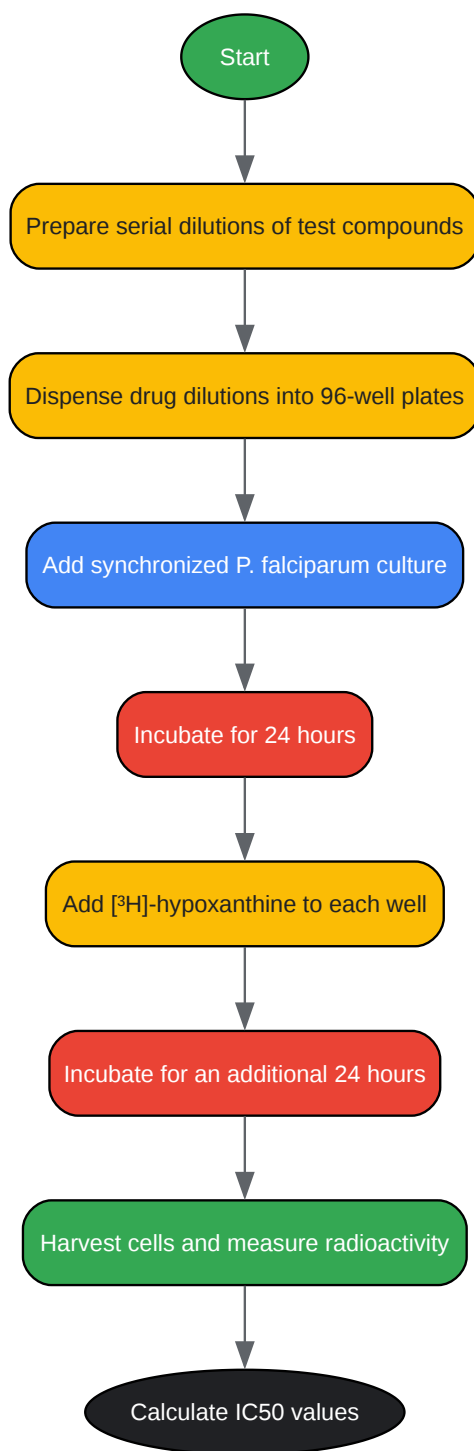 Start
Prepare serial dilutions of test compounds
Dispense drug dilutions into 96-well plates
Add synchronized P. falciparum culture
Incubate for 24 hours
Add [³H]-hypoxanthine to each well
Incubate for an additional 24 hours
Harvest cells and measure radioactivity
Calculate IC50 values